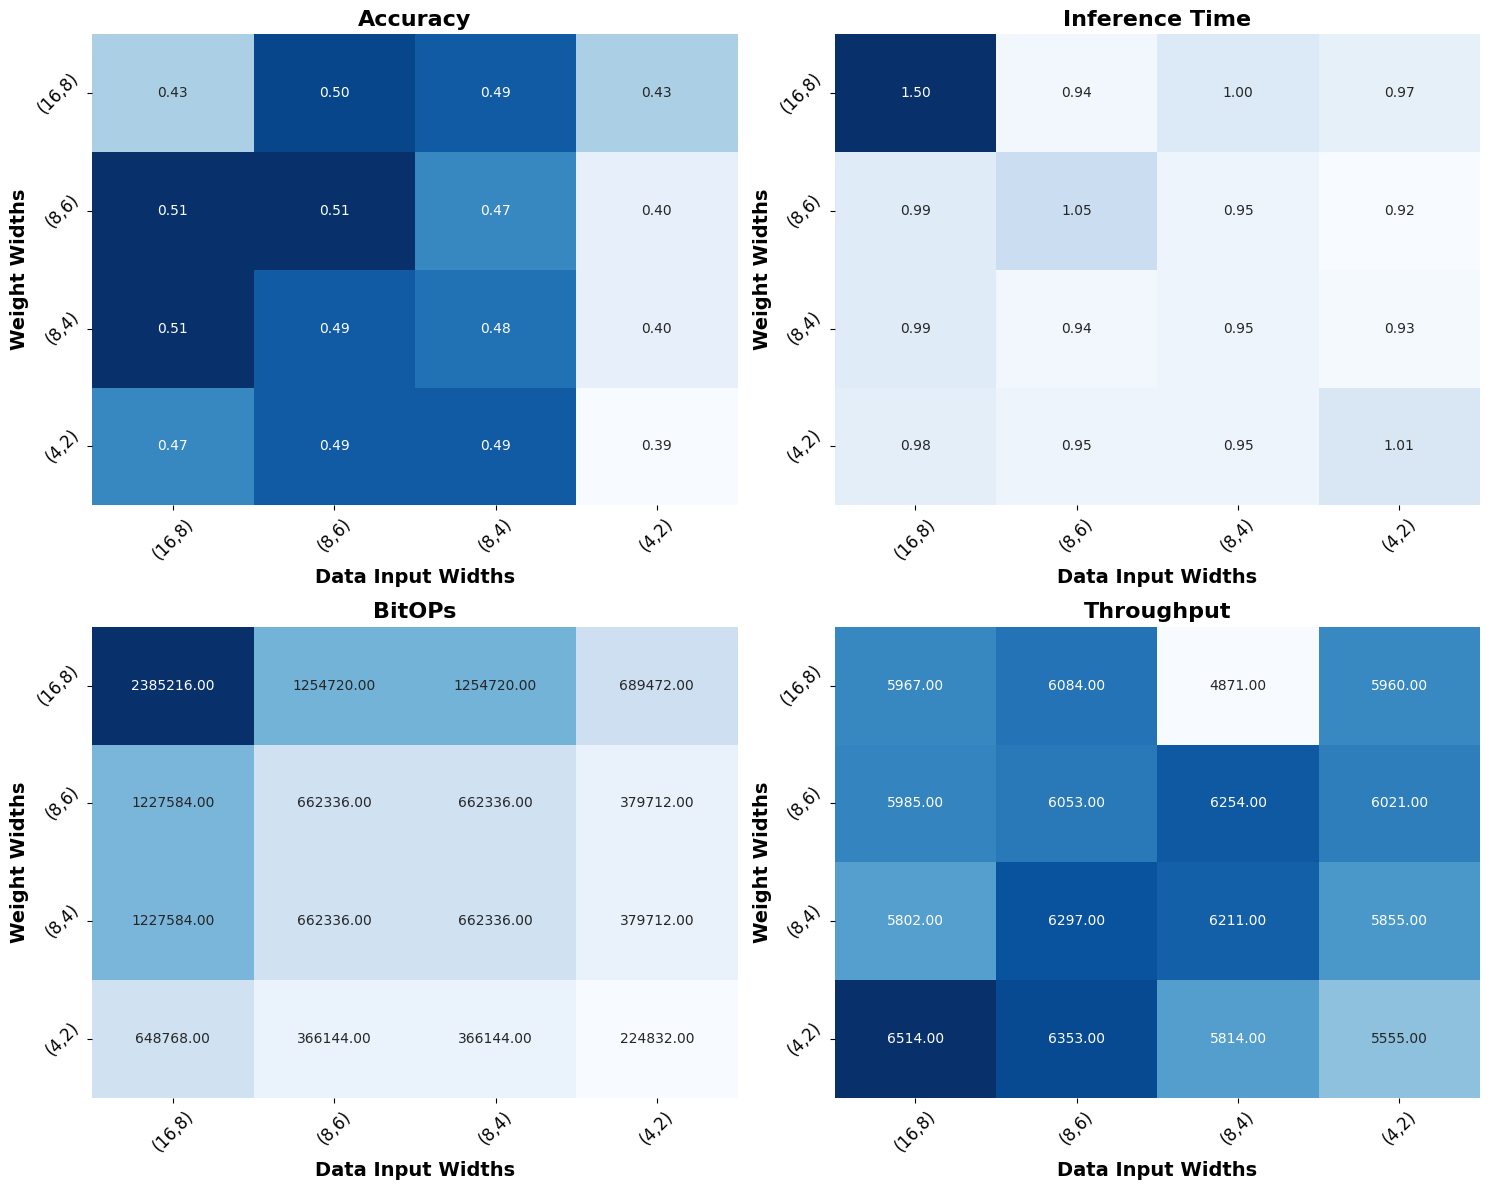 Accuracy
Weight Widths
(16,8) 0.43 0.50 0.49 0.43
(8,6) 0.51 0.51 0.47 0.40
(8,4) 0.51 0.49 0.48 0.40
(4,2) 0.47 0.49 0.49 0.39
(16,8) (8,6) (8,4) (4,2)
Data Input Widths
Inference Time
Weight Widths
(16,8) 1.50 0.94 1.00 0.97
(8,6) 0.99 1.05 0.95 0.92
(8,4) 0.99 0.94 0.95 0.93
(4,2) 0.98 0.95 0.95 1.01
(16,8) (8,6) (8,4) (4,2)
Data Input Widths
BitOPs
Weight Widths
(16,8) 2385216.00 1254720.00 1254720.00 689472.00
(8,6) 1227584.00 662336.00 662336.00 379712.00
(8,4) 1227584.00 662336.00 662336.00 379712.00
(4,2) 648768.00 366144.00 366144.00 224832.00
(16,8) (8,6) (8,4) (4,2)
Data Input Widths
Throughput
Weight Widths
(16,8) 5967.00 6084.00 4871.00 5960.00
(8,6) 5985.00 6053.00 6254.00 6021.00
(8,4) 5802.00 6297.00 6211.00 5855.00
(4,2) 6514.00 6353.00 5814.00 5555.00
(16,8) (8,6) (8,4) (4,2)
Data Input Widths